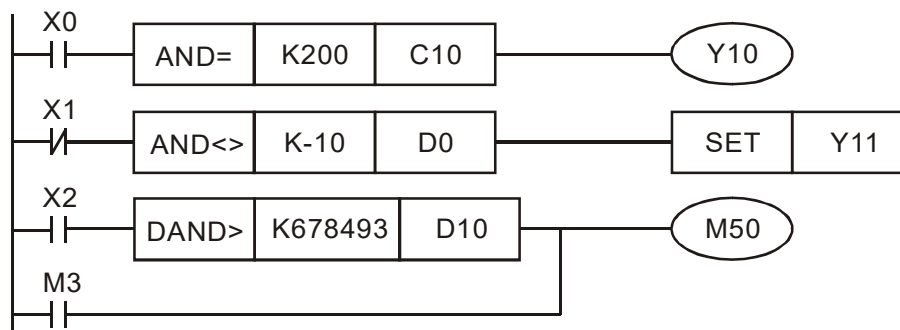 X0
AND= K200 C10 Y10
X1
AND<> K-10 D0 SET Y11
X2
DAND> K678493 D10 M50
M3